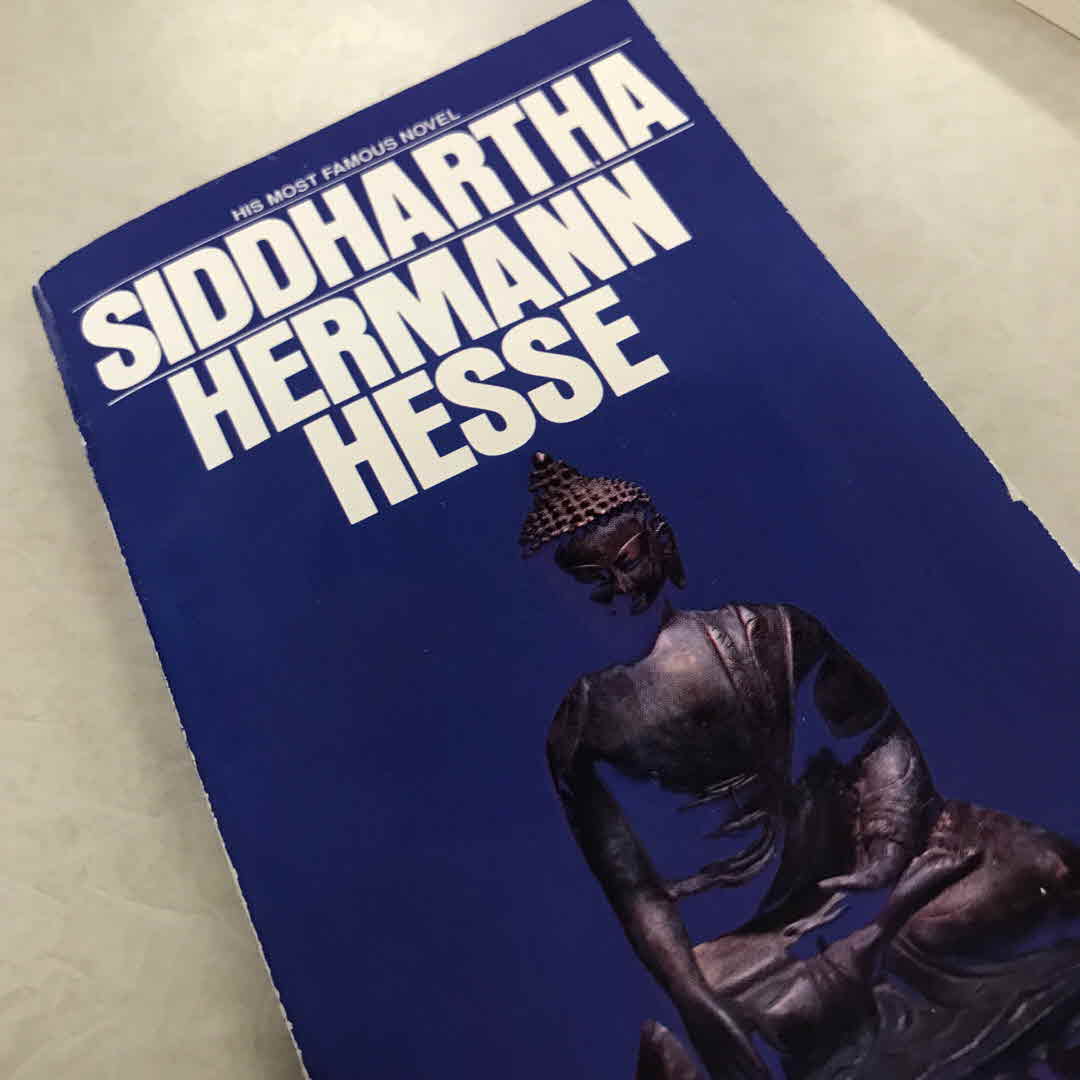 HIS MOST FAMOUS NOVEL
SIDDHARTHA
HERMANN
HESSE